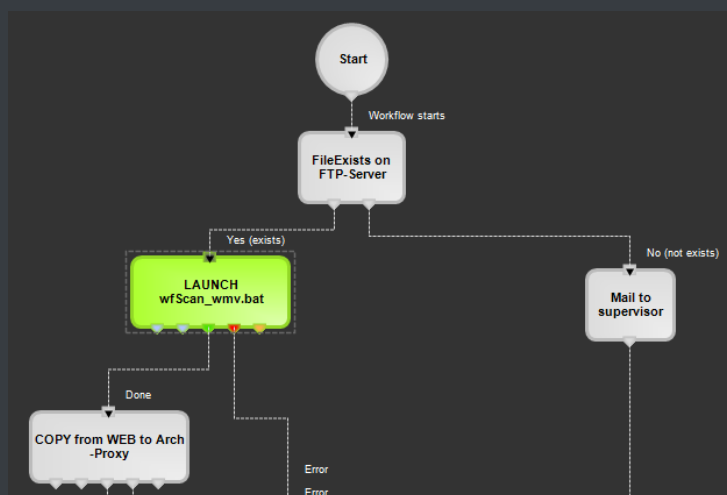 Start
Workflow starts
FileExists on
FTP-Server
Yes (exists)
No (not exists)
LAUNCH
wfScan_wmv.bat
Mail to
supervisor
Done
COPY from WEB to Arch
-Proxy
Error
Error